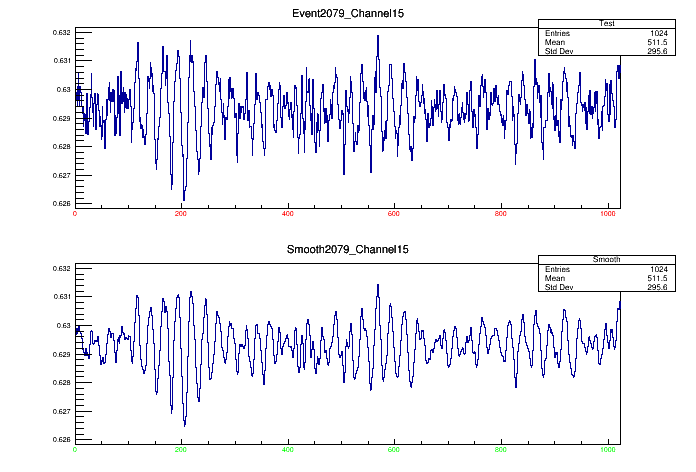 Event2079_Channel15
Test
Entries 1024
Mean 511.5
Std Dev 295.6
0.632
0.631
0.63
0.629
0.628
0.627
0.626
0 200 400 600 800 1000
Smooth2079_Channel15
Smooth
Entries 1024
Mean 511.5
Std Dev 295.6
0.632
0.631
0.63
0.629
0.628
0.627
0.626
0 200 400 600 800 1000